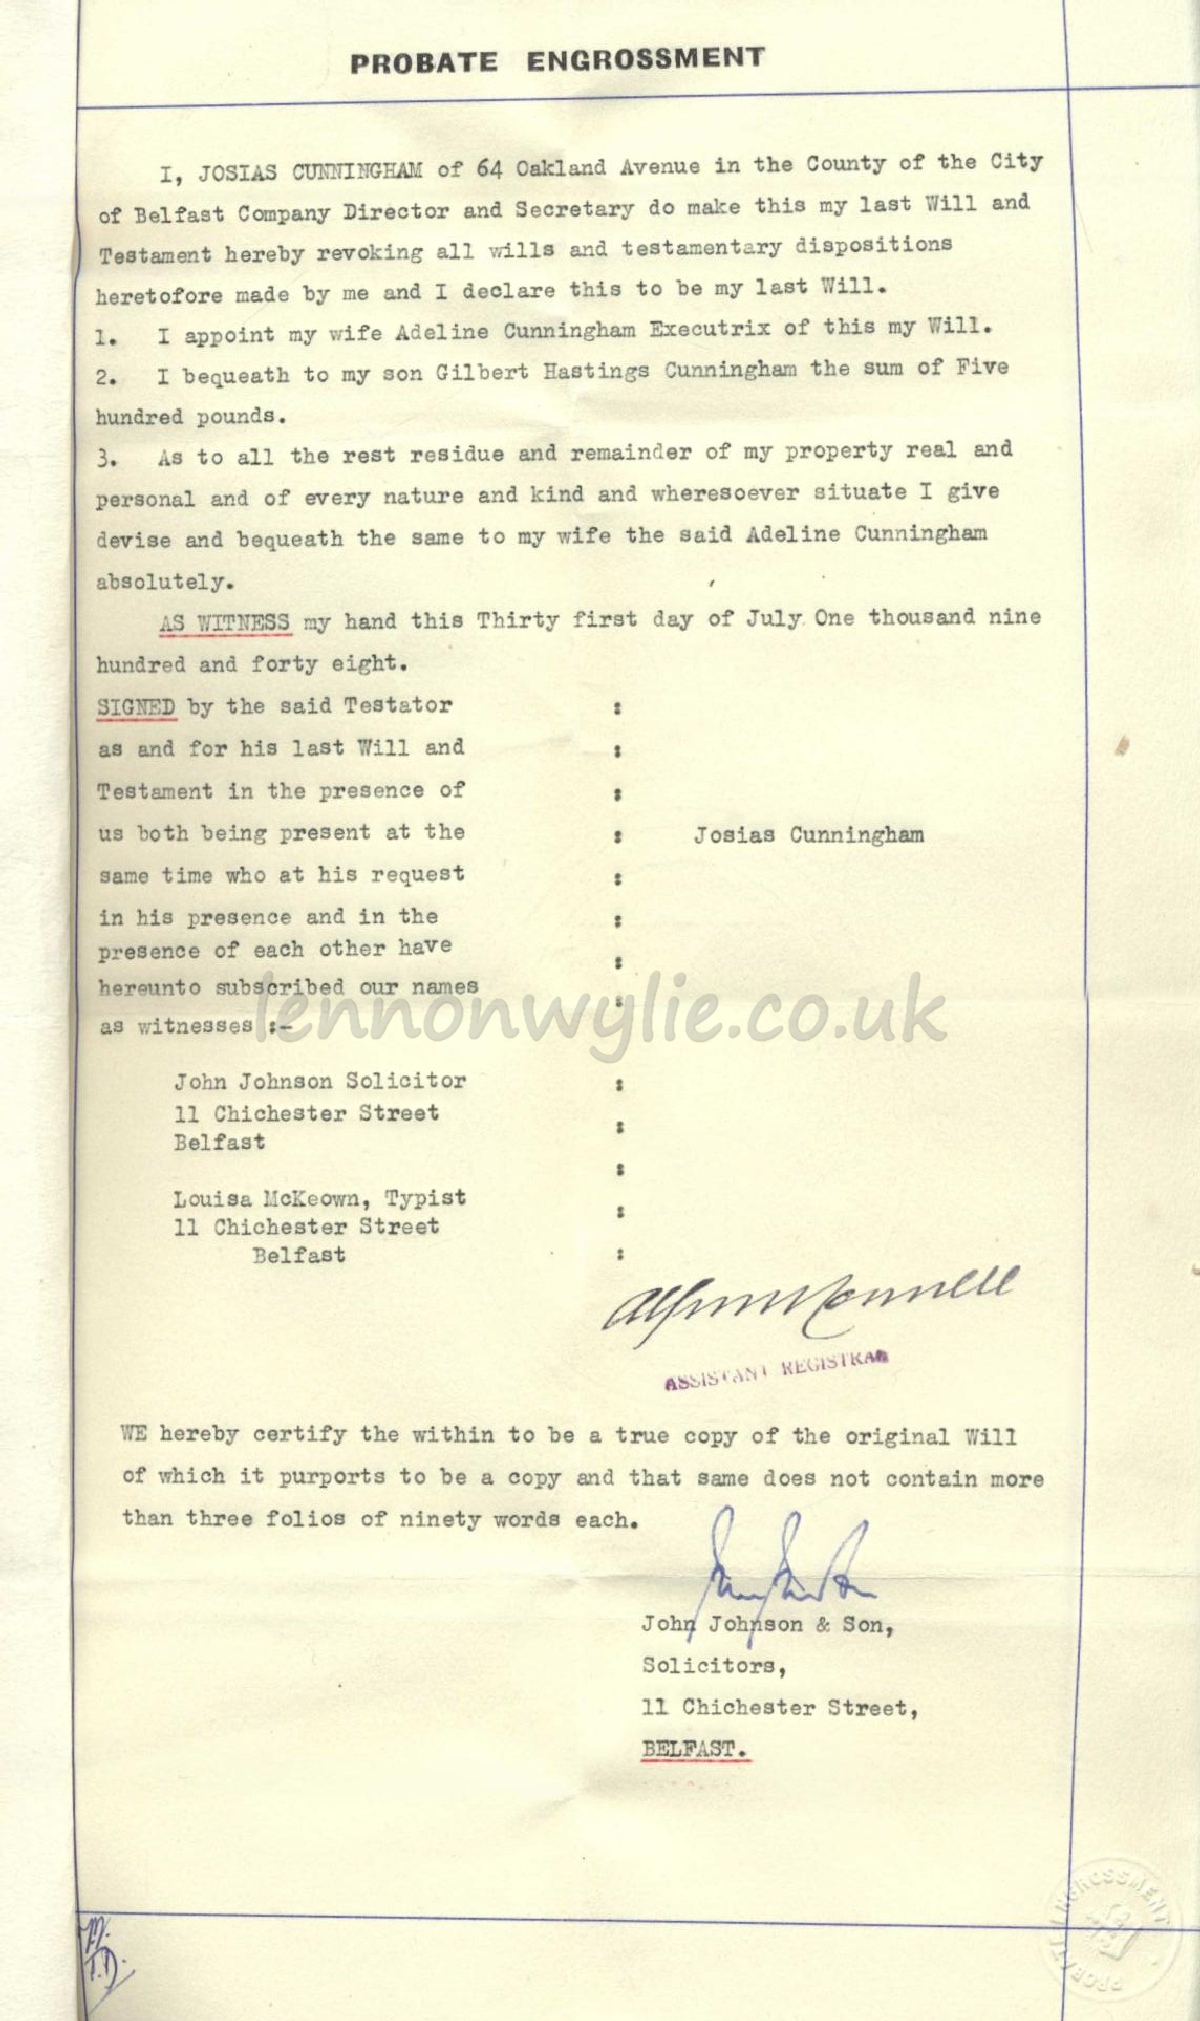 PROBATE ENGROSSMENT
I, JOSIAS CUNNINGHAM of 64 Oakland Avenue in the County of the City
of Belfast Company Director and Secretary do make this my last Will and
Testament hereby revoking all wills and testamentary dispositions
heretofore made by me and I declare this to be my last Will.
1. I appoint my wife Adeline Cunningham Executrix of this my Will.
2. I bequeath to my son Gilbert Hastings Cunningham the sum of Five
hundred pounds.
3. As to all the rest residue and remainder of my property real and
personal and of every nature and kind and wheresoever situate I give
devise and bequeath the same to my wife the said Adeline Cunningham
absolutely.
AS WITNESS my hand this Thirty first day of July One thousand nine
hundred and forty eight.
SIGNED by the said Testator :
as and for his last Will and :
Testament in the presence of :
us both being present at the : Josias Cunningham
same time who at his request :
in his presence and in the :
presence of each other have :
hereunto subscribed our names :
as witnesses :-
lennonwylie.co.uk
John Johnson Solicitor :
11 Chichester Street :
Belfast :
Louisa McKeown, Typist :
11 Chichester Street
Belfast :
ASSISTANT REGISTRAR
WE hereby certify the within to be a true copy of the original Will
of which it purports to be a copy and that same does not contain more
than three folios of ninety words each.
John Johnson & Son,
Solicitors,
11 Chichester Street,
BELFAST.
PROBATE ENGROSSMENT